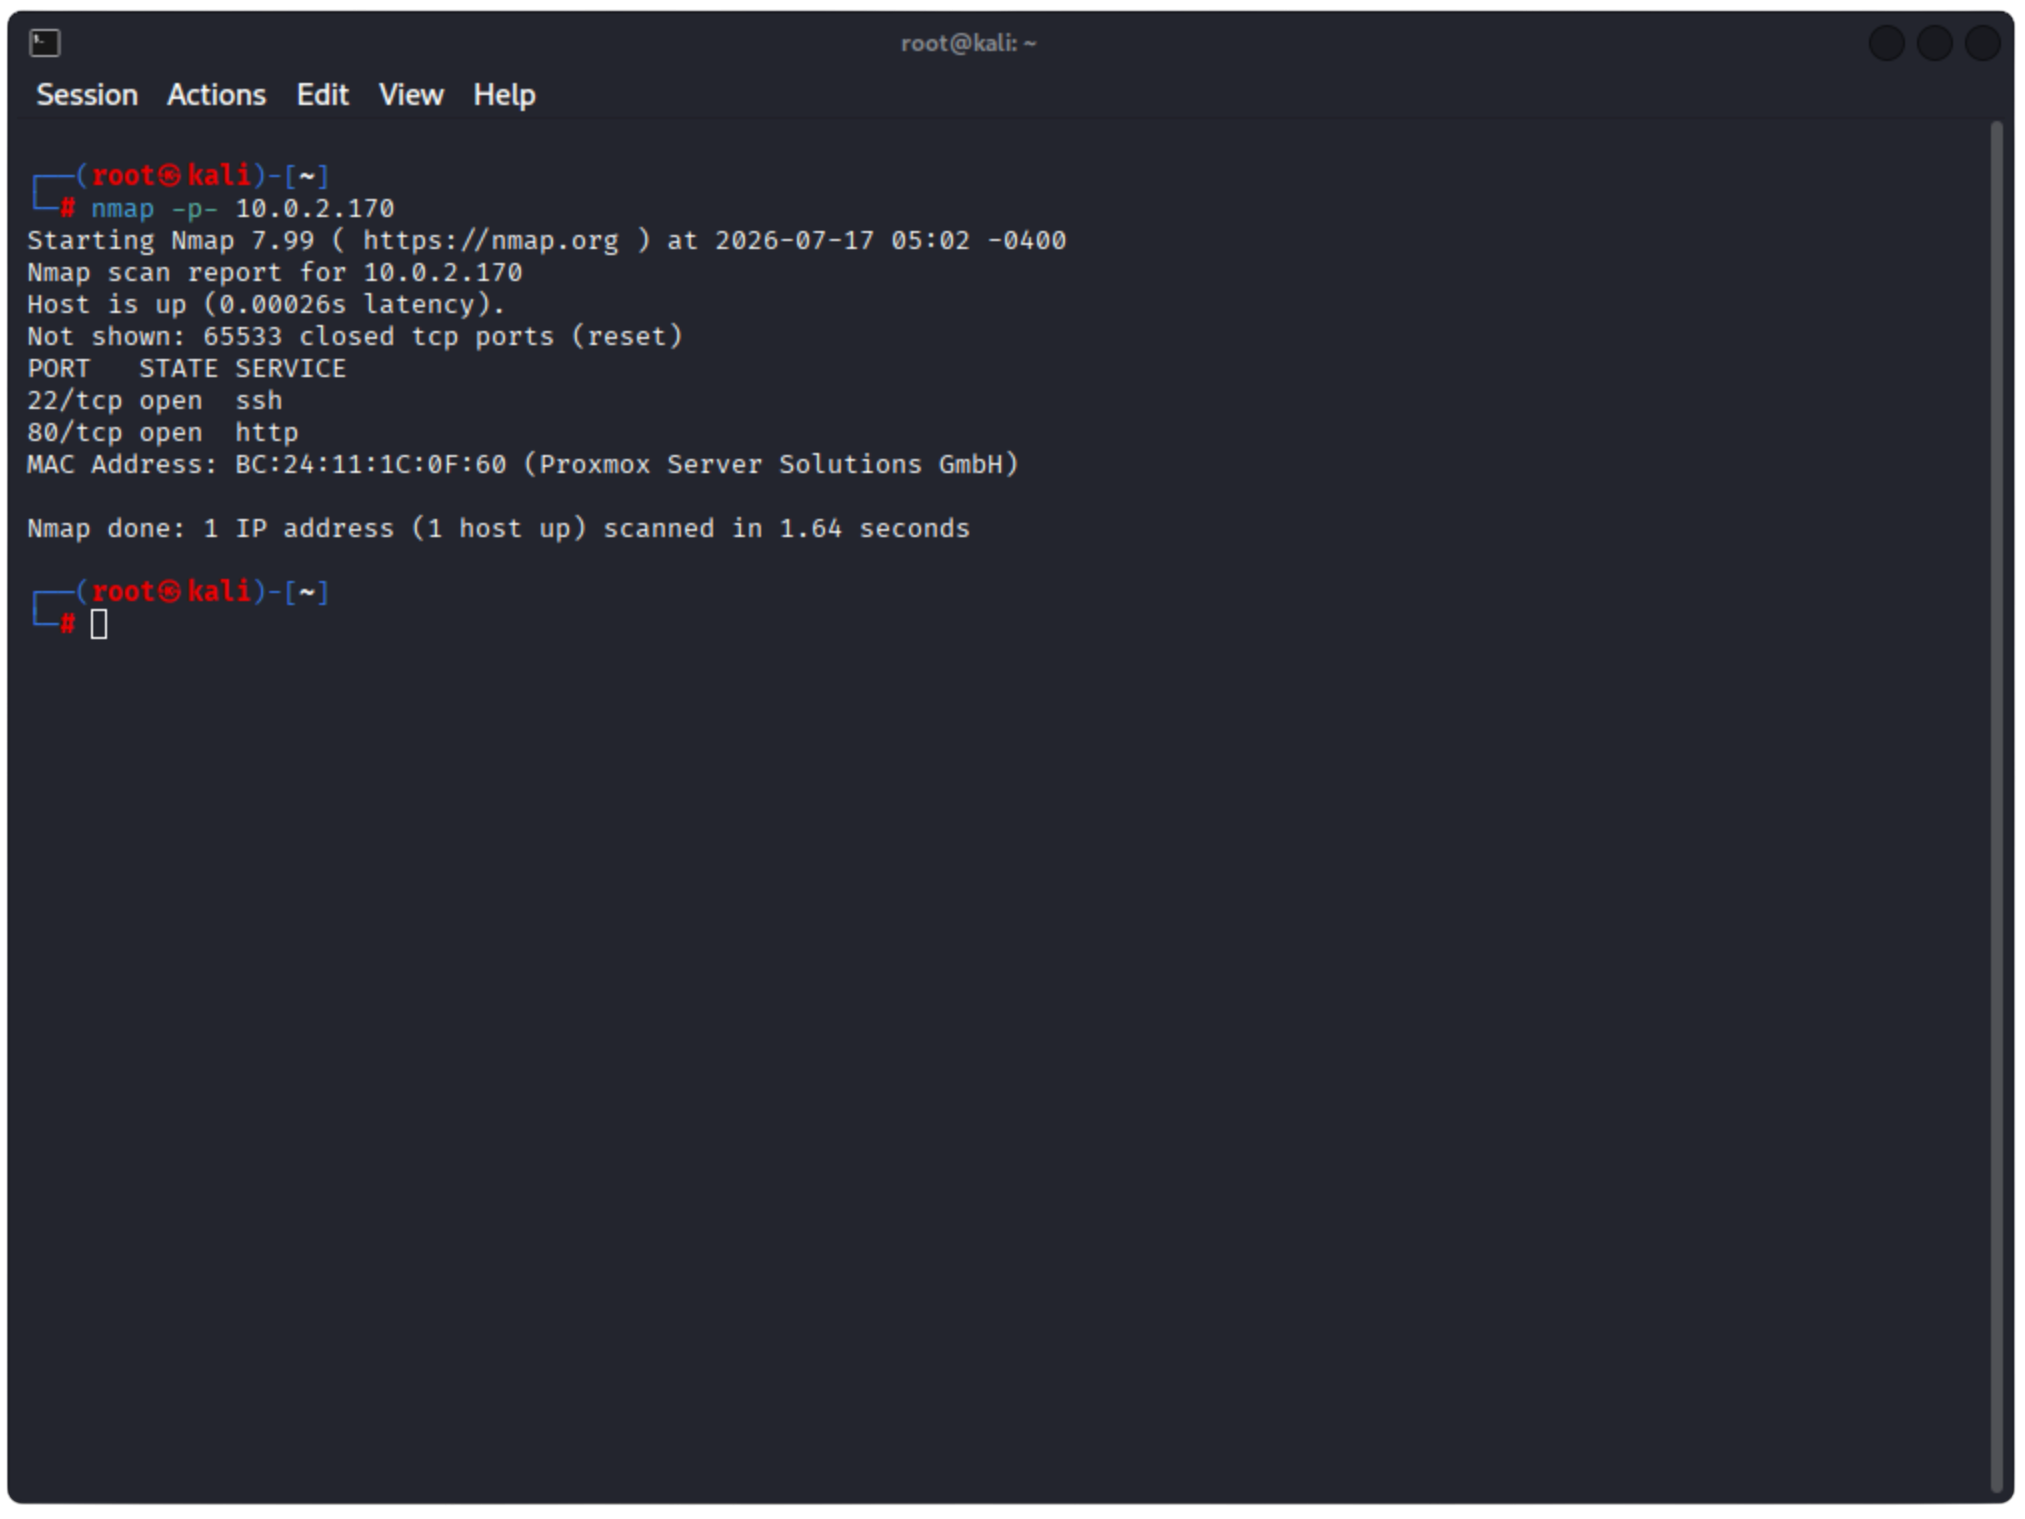 root@kali: ~
Session Actions Edit View Help
┌──(root㉿kali)-[~]
└─# nmap -p- 10.0.2.170
Starting Nmap 7.99 ( https://nmap.org ) at 2026-07-17 05:02 -0400
Nmap scan report for 10.0.2.170
Host is up (0.00026s latency).
Not shown: 65533 closed tcp ports (reset)
PORT   STATE SERVICE
22/tcp open  ssh
80/tcp open  http
MAC Address: BC:24:11:1C:0F:60 (Proxmox Server Solutions GmbH)
Nmap done: 1 IP address (1 host up) scanned in 1.64 seconds
┌──(root㉿kali)-[~]
└─#